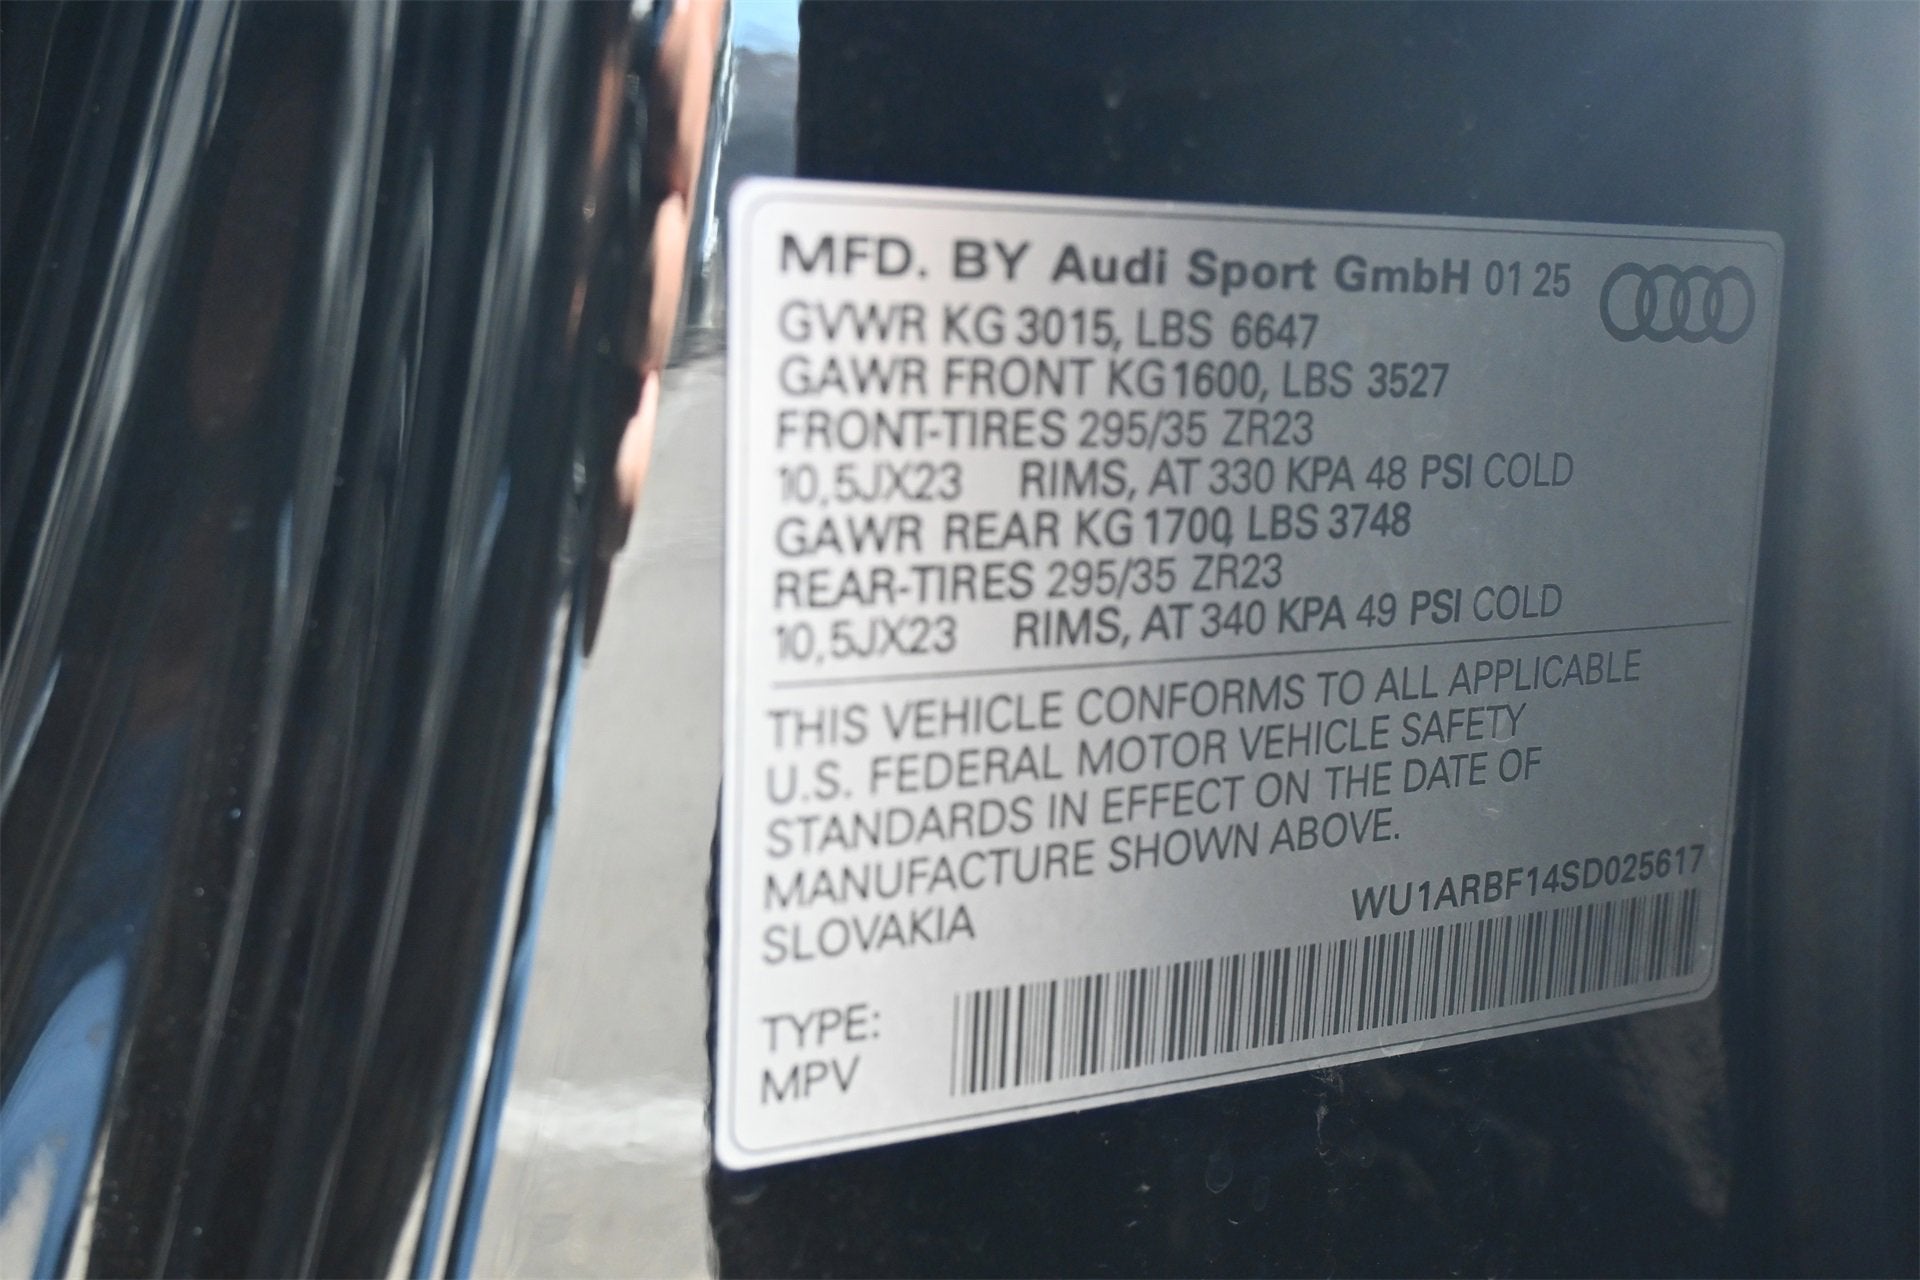 MFD. BY Audi Sport GmbH 01 25
GVWR KG 3015, LBS 6647
GAWR FRONT KG 1600, LBS 3527
FRONT-TIRES 295/35 ZR23
10,5JX23 RIMS, AT 330 KPA 48 PSI COLD
GAWR REAR KG 1700, LBS 3748
REAR-TIRES 295/35 ZR23
10,5JX23 RIMS, AT 340 KPA 49 PSI COLD
THIS VEHICLE CONFORMS TO ALL APPLICABLE
U.S. FEDERAL MOTOR VEHICLE SAFETY
STANDARDS IN EFFECT ON THE DATE OF
MANUFACTURE SHOWN ABOVE.
SLOVAKIA
WU1ARBF14SD025617
TYPE:
MPV